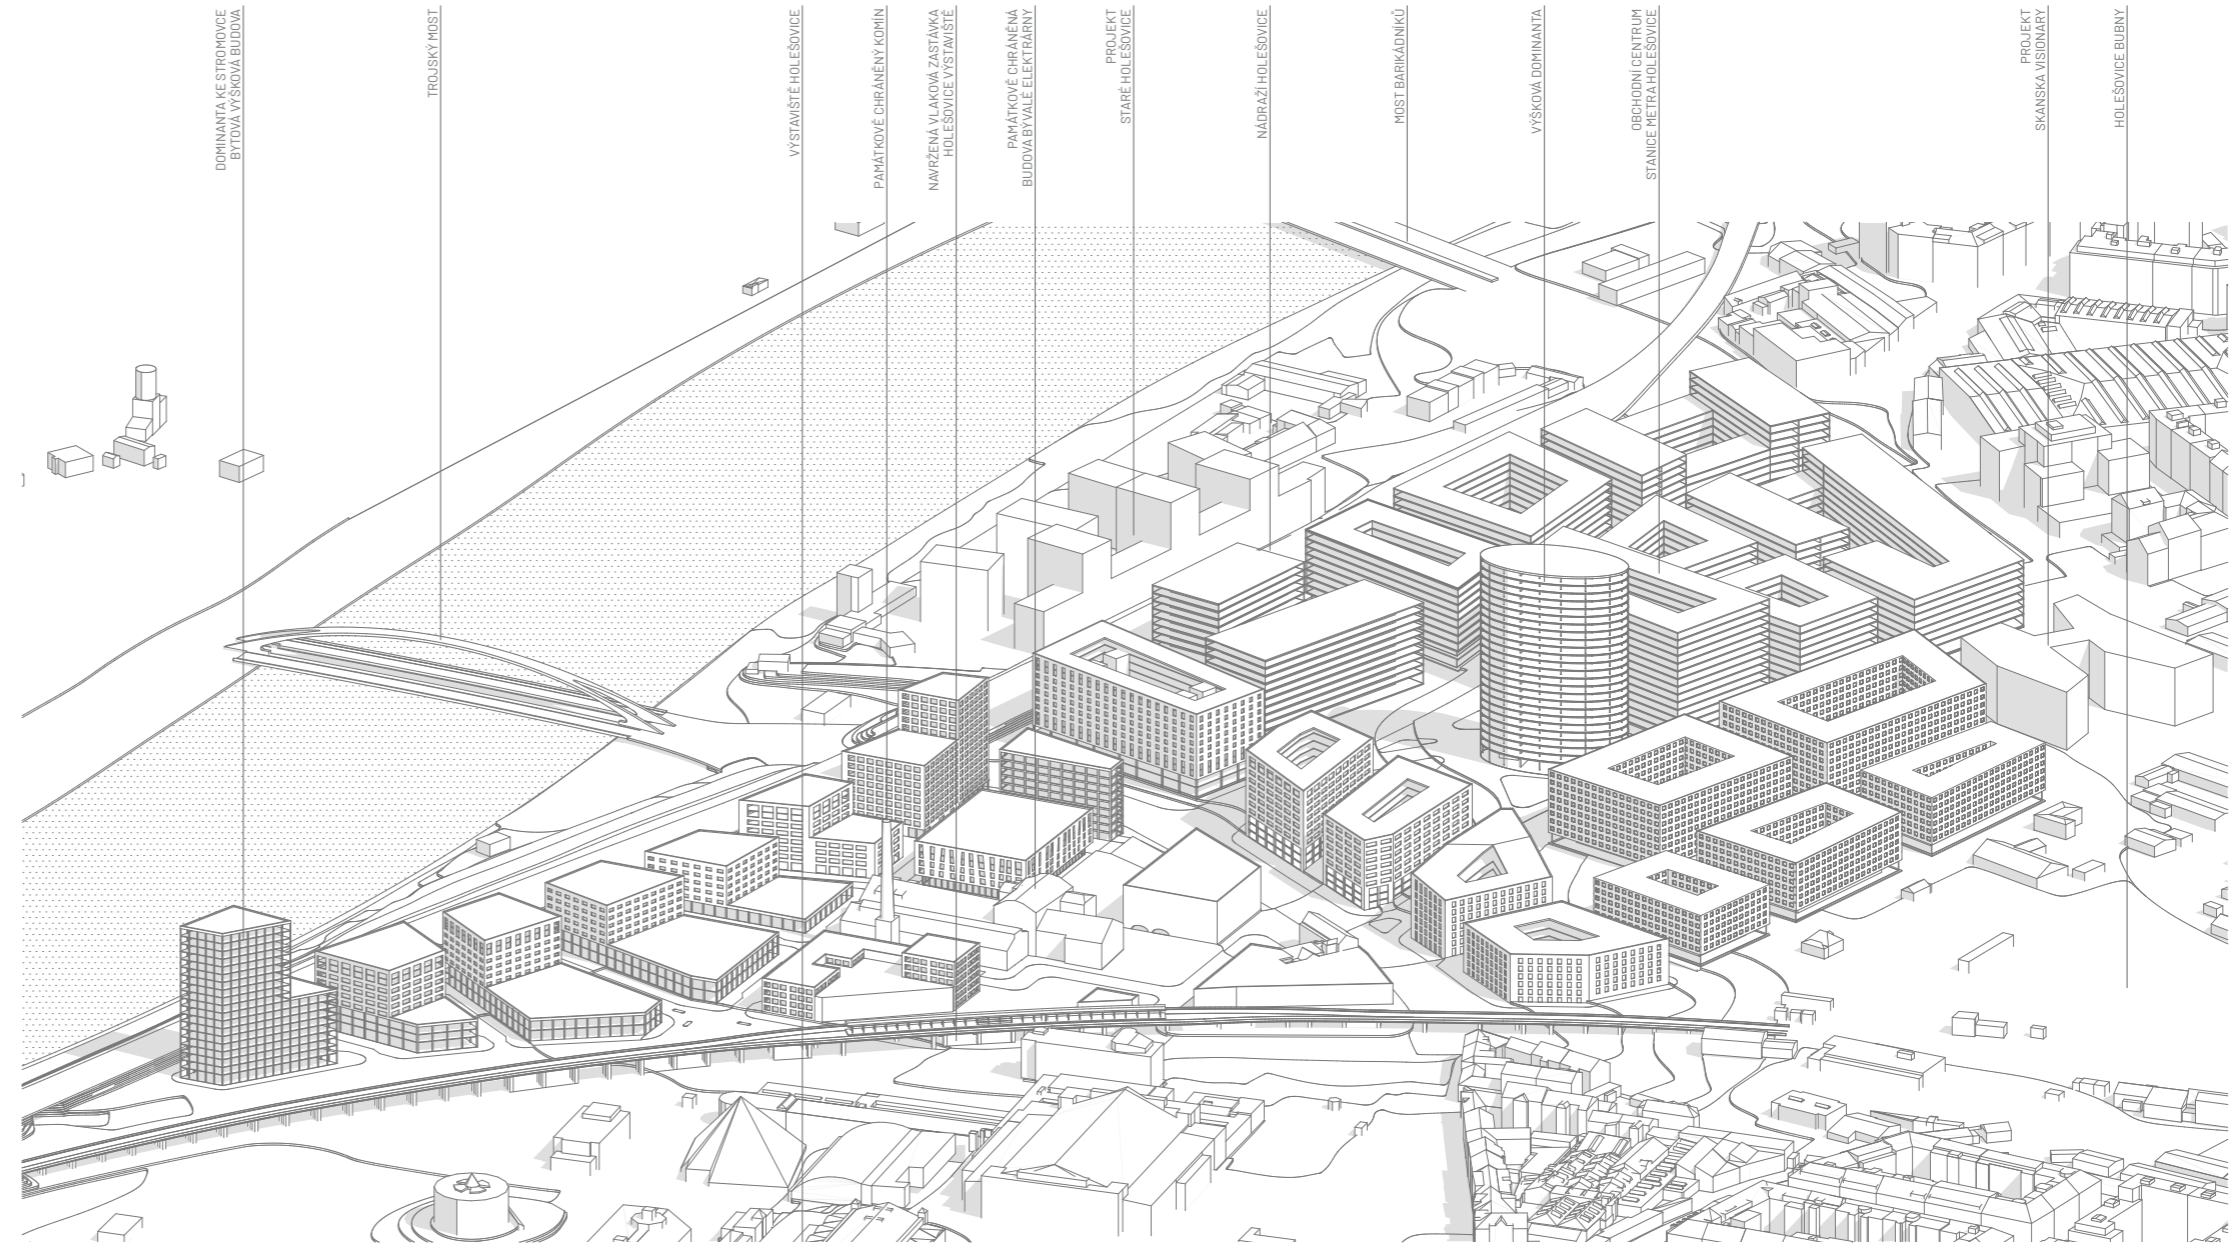 DOMINANTA KE STROMOVCE
BYTOVÁ VÝŠKOVÁ BUDOVA
TROJSKÝ MOST
VÝSTAVIŠTĚ HOLEŠOVICE
PAMÁTKOVĚ CHRÁNĚNÝ KOMÍN
NAVRŽENÁ VLAKOVÁ ZASTÁVKA
HOLEŠOVICE VÝSTAVIŠTĚ
PAMÁTKOVĚ CHRÁNĚNÁ
BUDOVA BÝVALÉ ELEKTRÁRNY
PROJEKT
STARÉ HOLEŠOVICE
NÁDRAŽÍ HOLEŠOVICE
MOST BARIKÁDNÍKŮ
VÝŠKOVÁ DOMINANTA
OBCHODNÍ CENTRUM
STANICE METRA HOLEŠOVICE
PROJEKT
SKANSKA VISIONARY
HOLEŠOVICE BUBNY